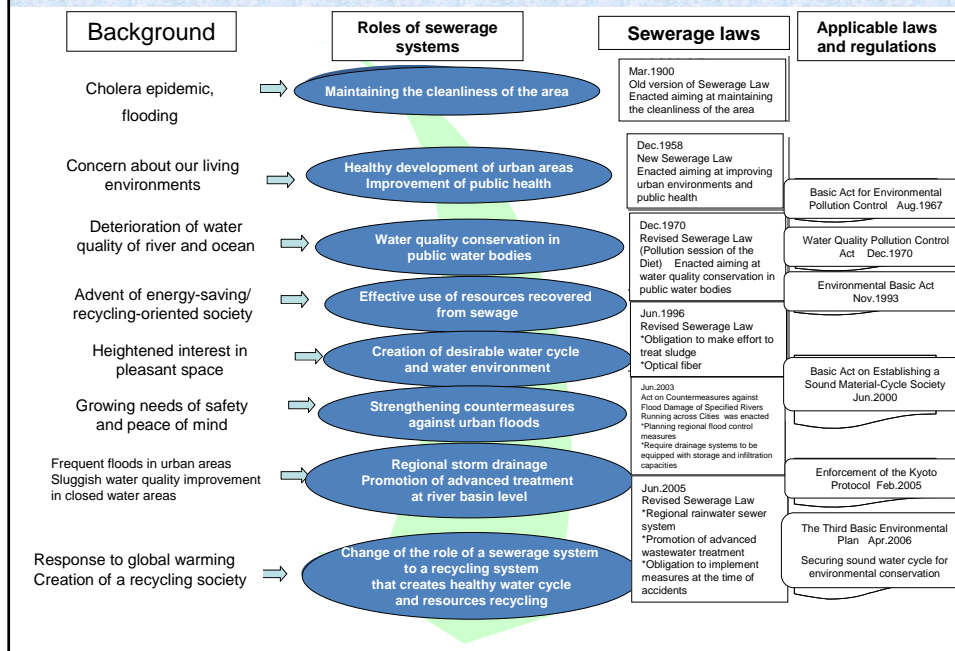 Background
Roles of sewerage
systems
Sewerage laws
Applicable laws
and regulations
Cholera epidemic,
flooding
Maintaining the cleanliness of the area
Mar.1900
Old version of Sewerage Law
Enacted aiming at maintaining
the cleanliness of the area
Concern about our living
environments
Healthy development of urban areas
Improvement of public health
Dec.1958
New Sewerage Law
Enacted aiming at improving
urban environments and
public health
Basic Act for Environmental
Pollution Control Aug.1967
Deterioration of water
quality of river and ocean
Water quality conservation in
public water bodies
Dec.1970
Revised Sewerage Law
(Pollution session of the
Diet) Enacted aiming at
water quality conservation in
public water bodies
Water Quality Pollution Control
Act Dec.1970
Advent of energy-saving/
recycling-oriented society
Effective use of resources recovered
from sewage
Environmental Basic Act
Nov.1993
Heightened interest in
pleasant space
Creation of desirable water cycle
and water environment
Jun.1996
Revised Sewerage Law
*Obligation to make effort to
treat sludge
*Optical fiber
Basic Act on Establishing a
Sound Material-Cycle Society
Jun.2000
Growing needs of safety
and peace of mind
Strengthening countermeasures
against urban floods
Jun.2003
Act on Countermeasures against
Flood Damage of Specified Rivers
Running across Cities was enacted
*Planning regional flood control
measures
*Require drainage systems to be
equipped with storage and infiltration
capacities
Frequent floods in urban areas
Sluggish water quality improvement
in closed water areas
Regional storm drainage
Promotion of advanced treatment
at river basin level
Enforcement of the Kyoto
Protocol Feb.2005
Jun.2005
Revised Sewerage Law
*Regional rainwater sewer
system
*Promotion of advanced
wastewater treatment
*Obligation to implement
measures at the time of
accidents
Response to global warming
Creation of a recycling society
Change of the role of a sewerage system
to a recycling system
that creates healthy water cycle
and resources recycling
The Third Basic Environmental
Plan Apr.2006
Securing sound water cycle for
environmental conservation